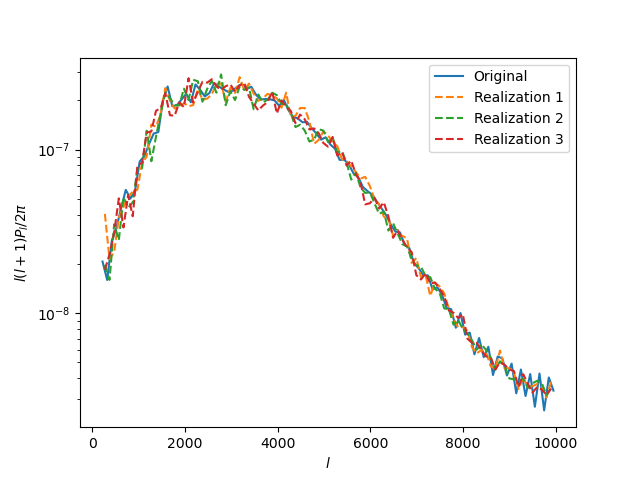 Original
Realization 1
Realization 2
Realization 3
l(l + 1)P_l/2π
10⁻⁷
10⁻⁸
0 2000 4000 6000 8000 10000
l